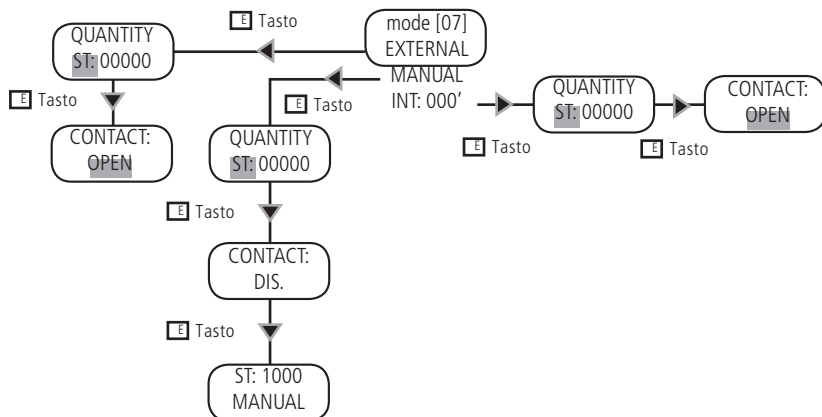 mode [07]
EXTERNAL
MANUAL
INT: 000'
E Tasto
QUANTITY
ST: 00000
E Tasto
CONTACT:
OPEN
E Tasto
QUANTITY
ST: 00000
E Tasto
CONTACT:
DIS.
E Tasto
ST: 1000
MANUAL
E Tasto
QUANTITY
ST: 00000
E Tasto
CONTACT:
OPEN